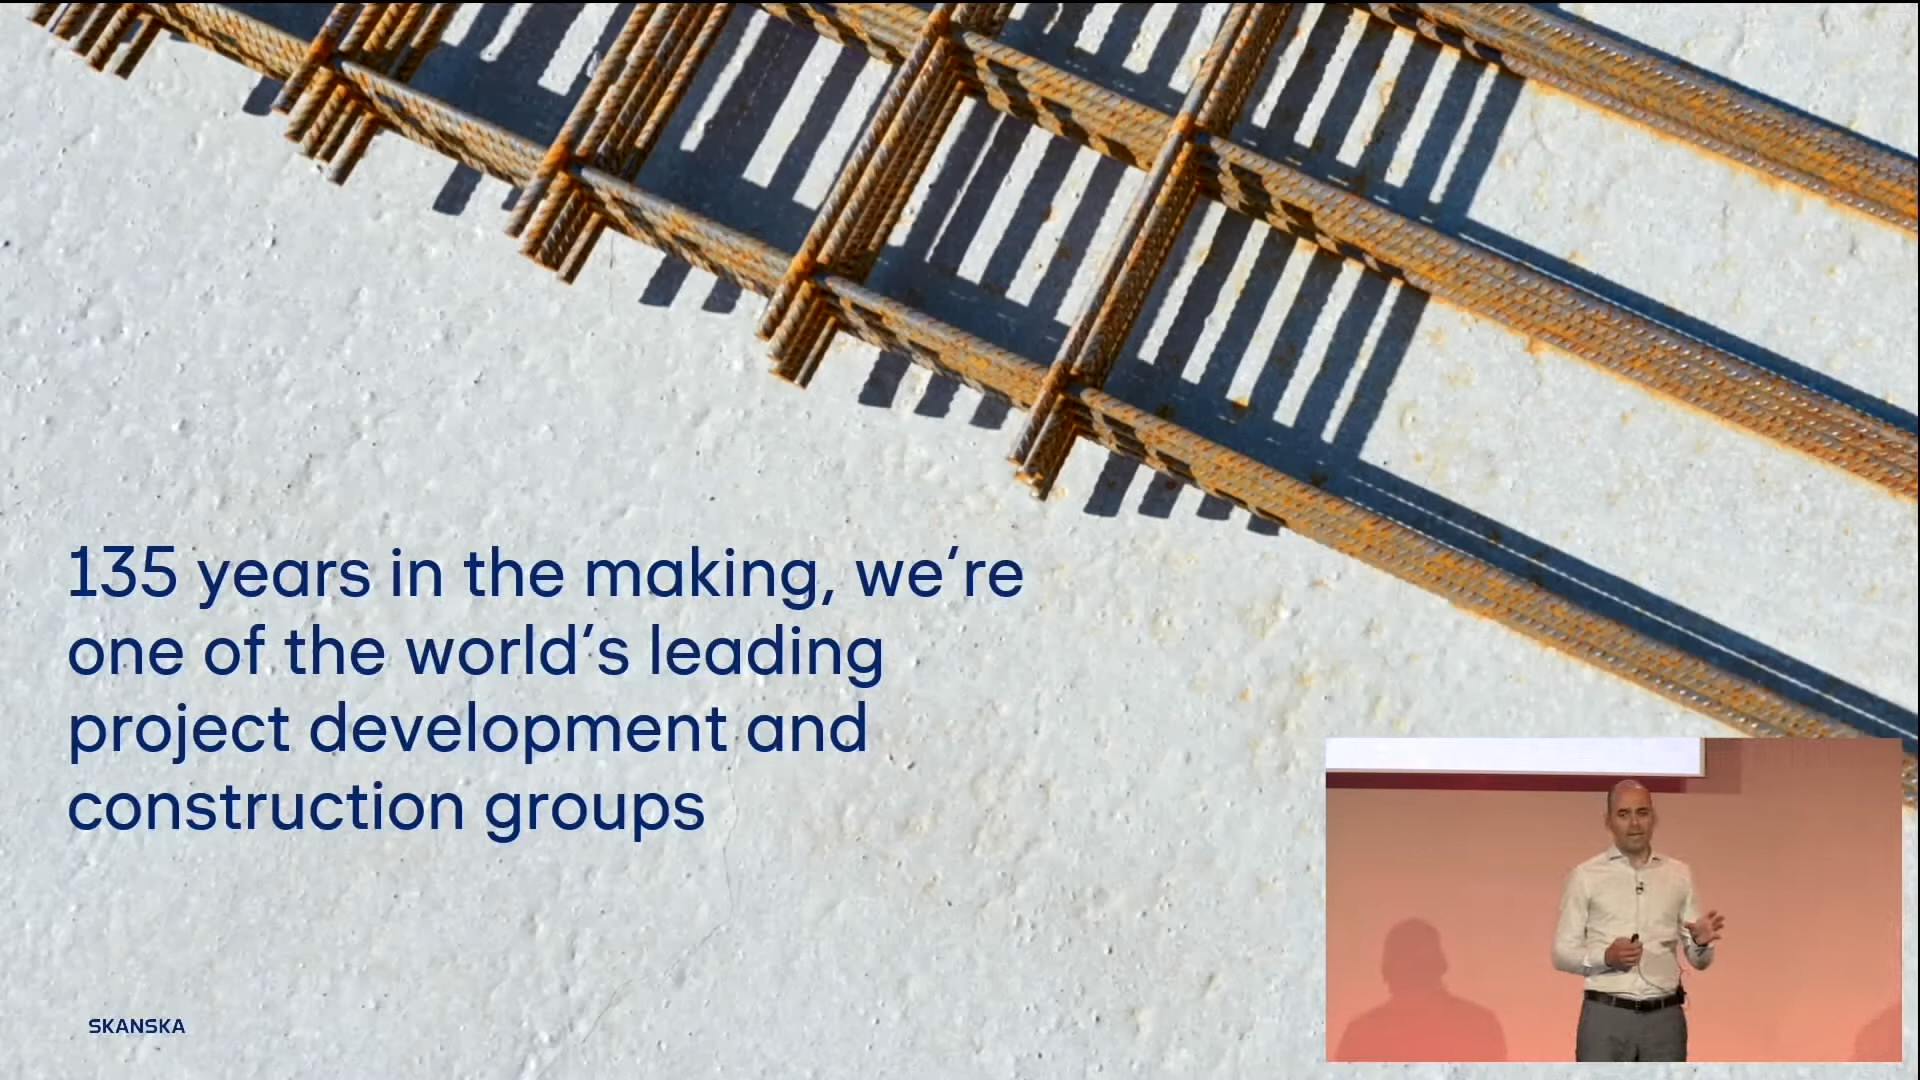 135 years in the making, we’re
one of the world’s leading
project development and
construction groups
SKANSKA